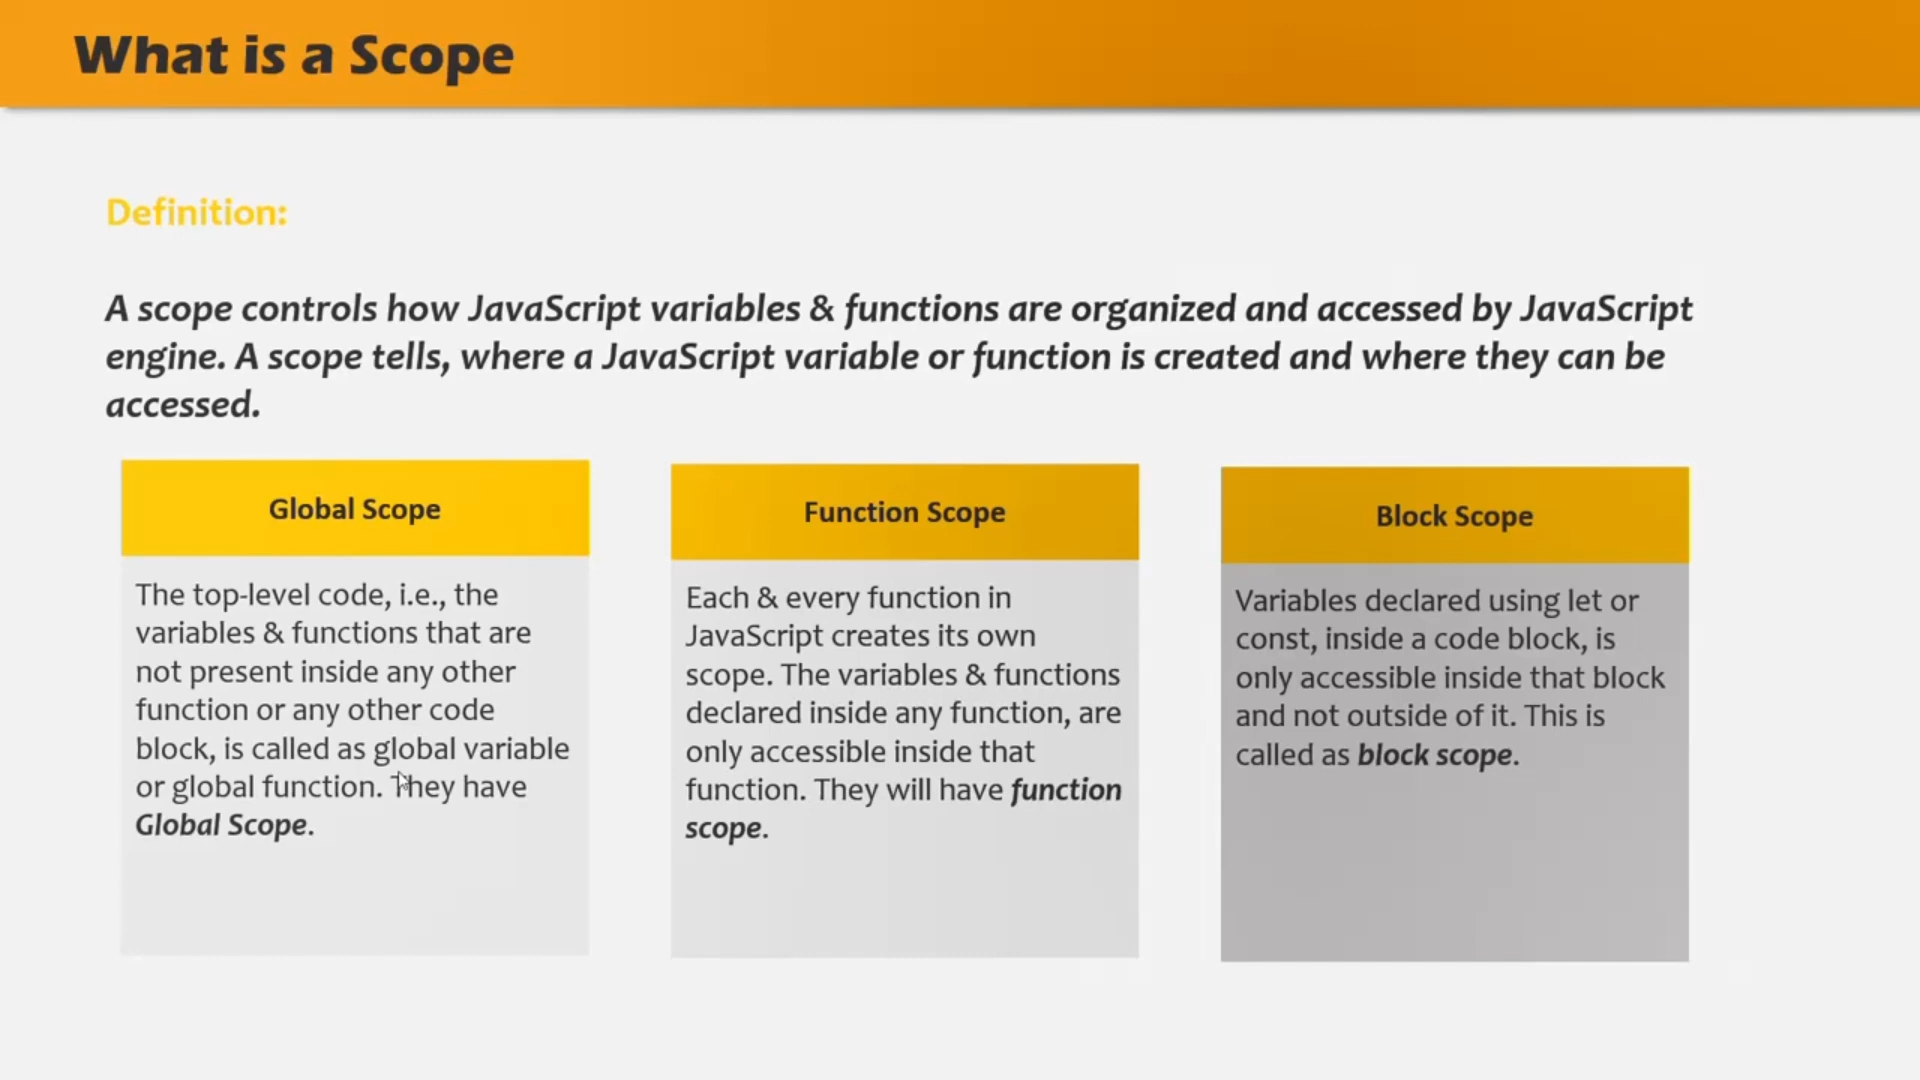 What is a Scope
Definition:
A scope controls how JavaScript variables & functions are organized and accessed by JavaScript
engine. A scope tells, where a JavaScript variable or function is created and where they can be
accessed.
Global Scope
The top-level code, i.e., the
variables & functions that are
not present inside any other
function or any other code
block, is called as global variable
or global function. They have
Global Scope.
Function Scope
Each & every function in
JavaScript creates its own
scope. The variables & functions
declared inside any function, are
only accessible inside that
function. They will have function
scope.
Block Scope
Variables declared using let or
const, inside a code block, is
only accessible inside that block
and not outside of it. This is
called as block scope.